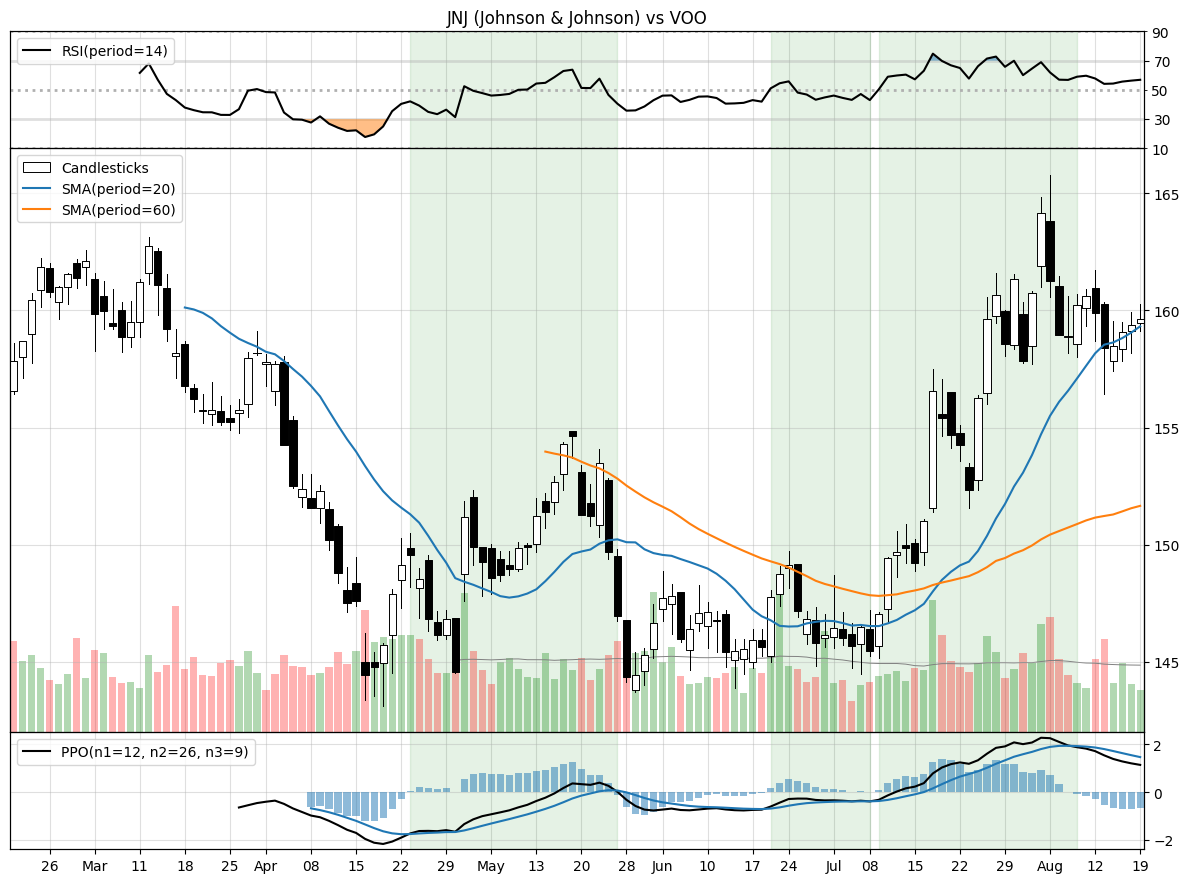 JNJ (Johnson & Johnson) vs VOO
RSI(period=14)
90
70
50
30
10
Candlesticks
SMA(period=20)
SMA(period=60)
165
160
155
150
145
PPO(n1=12, n2=26, n3=9)
2
0
−2
26 Mar 11 18 25 Apr 08 15 22 29 May 13 20 28 Jun 10 17 24 Jul 08 15 22 29 Aug 12 19